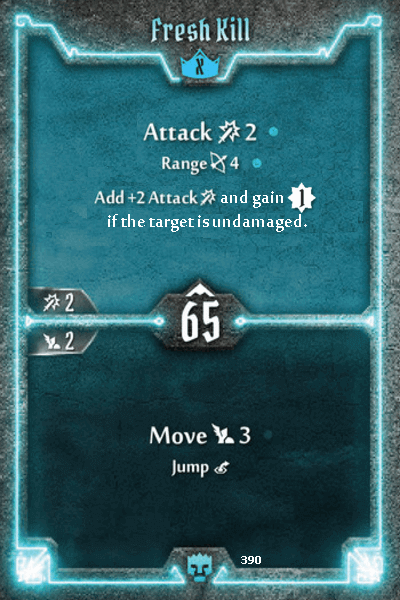 Fresh Kill
X
Attack 2
Range 4
Add +2 Attack and gain 1
if the target is undamaged.
2
65
2
Move 3
Jump
390